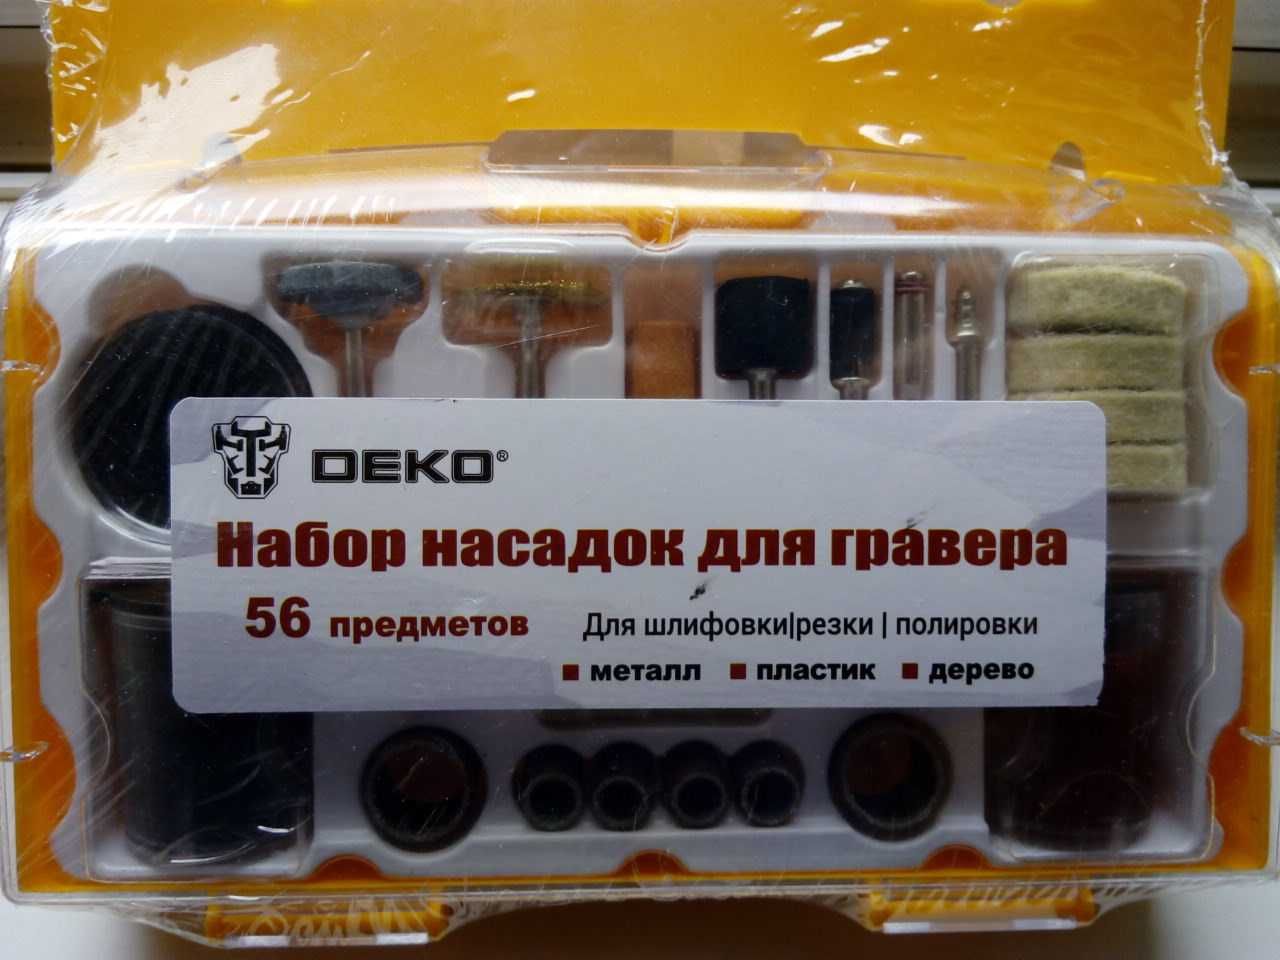 DEKO®
Набор насадок для гравера
56 предметов
Для шлифовки|резки | полировки
металл пластик дерево